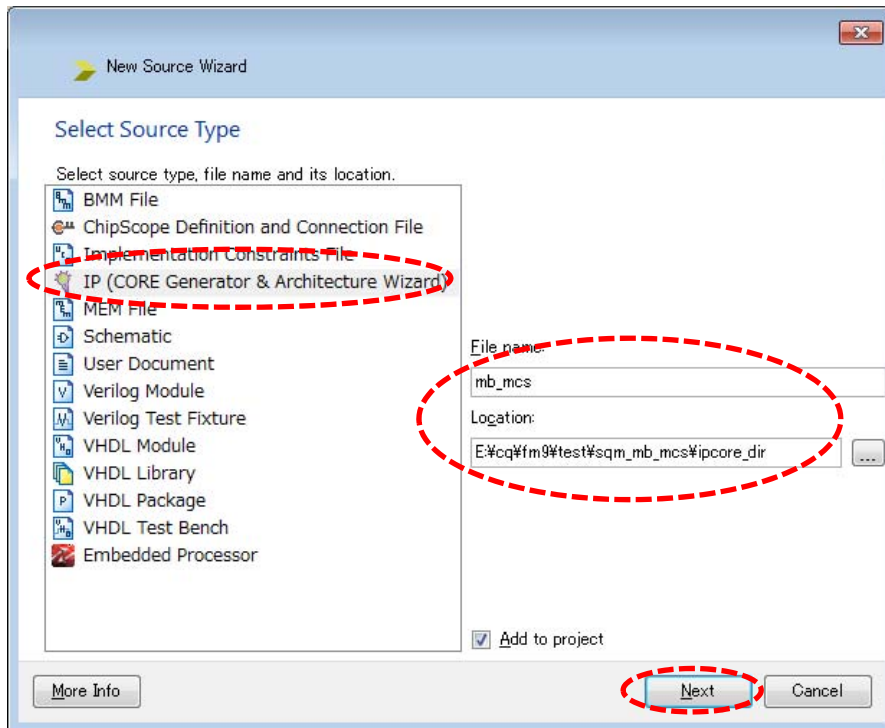 New Source Wizard
Select Source Type
Select source type, file name and its location.
BMM File
ChipScope Definition and Connection File
Implementation Constraints File
IP (CORE Generator & Architecture Wizard)
MEM File
Schematic
User Document
Verilog Module
Verilog Test Fixture
VHDL Module
VHDL Library
VHDL Package
VHDL Test Bench
Embedded Processor
File name:
mb_mcs
Location:
E:¥cq¥fm9¥test¥sqm_mb_mcs¥ipcore_dir
...
Add to project
More Info
Next
Cancel